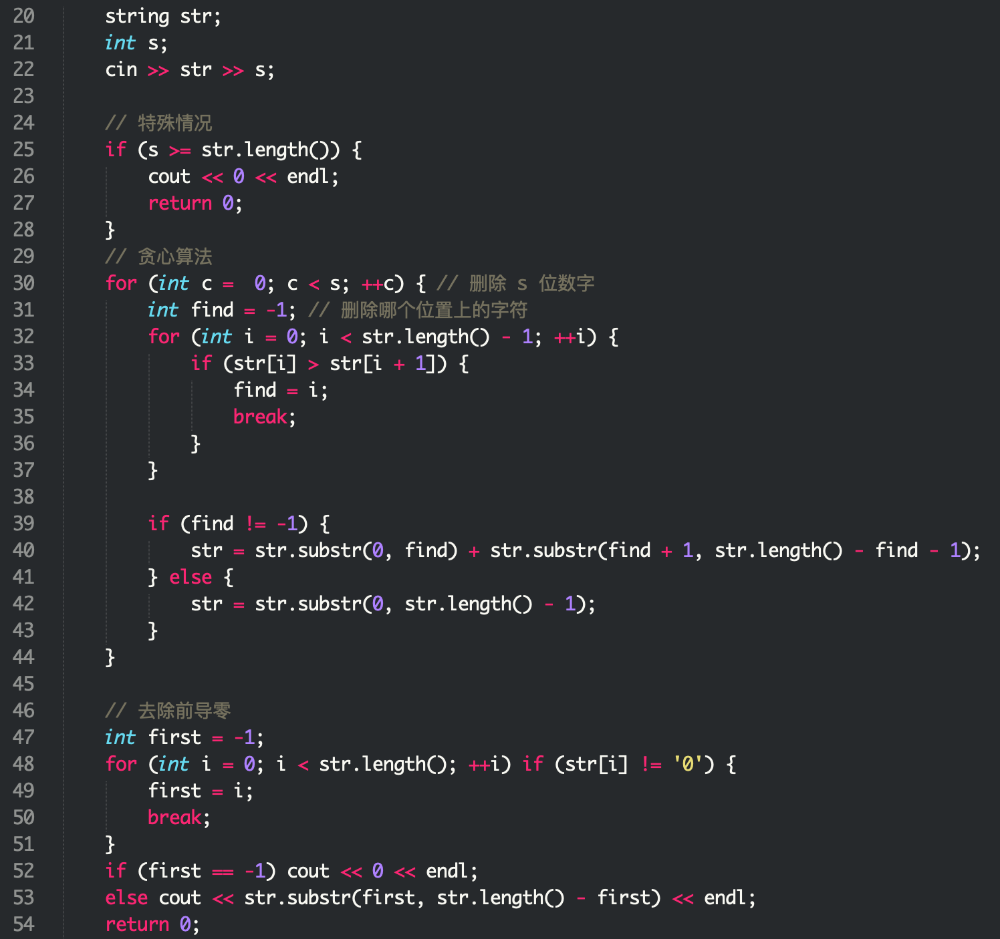 20 string str;
21 int s;
22 cin >> str >> s;
23
24 // 特殊情况
25 if (s >= str.length()) {
26 cout << 0 << endl;
27 return 0;
28 }
29 // 贪心算法
30 for (int c =  0; c < s; ++c) { // 删除 s 位数字
31 int find = -1; // 删除哪个位置上的字符
32 for (int i = 0; i < str.length() - 1; ++i) {
33 if (str[i] > str[i + 1]) {
34 find = i;
35 break;
36 }
37 }
38
39 if (find != -1) {
40 str = str.substr(0, find) + str.substr(find + 1, str.length() - find - 1);
41 } else {
42 str = str.substr(0, str.length() - 1);
43 }
44 }
45
46 // 去除前导零
47 int first = -1;
48 for (int i = 0; i < str.length(); ++i) if (str[i] != '0') {
49 first = i;
50 break;
51 }
52 if (first == -1) cout << 0 << endl;
53 else cout << str.substr(first, str.length() - first) << endl;
54 return 0;